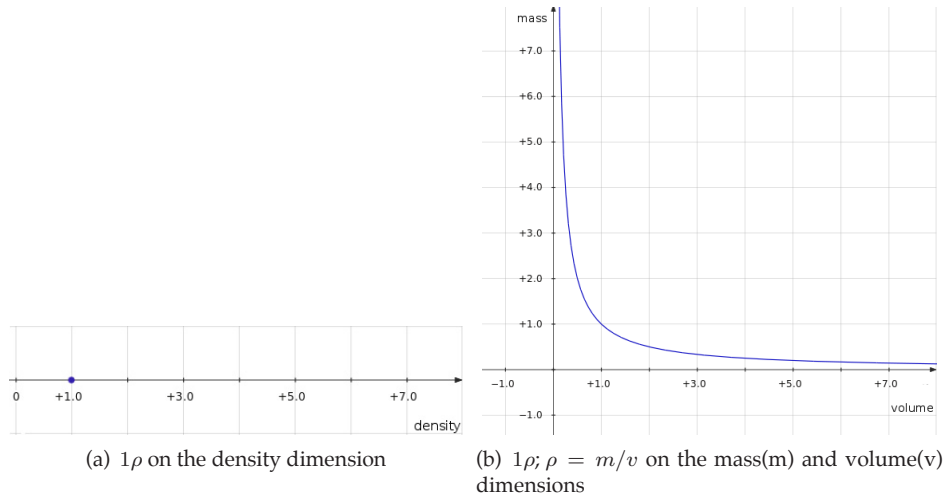 mass
+7.0
+6.0
+5.0
+4.0
+3.0
+2.0
+1.0
−1.0
−1.0 +1.0 +3.0 +5.0 +7.0
volume
0 +1.0 +3.0 +5.0 +7.0
density
(a) 1ρ on the density dimension
(b) 1ρ; ρ = m/v on the mass(m) and volume(v)
dimensions